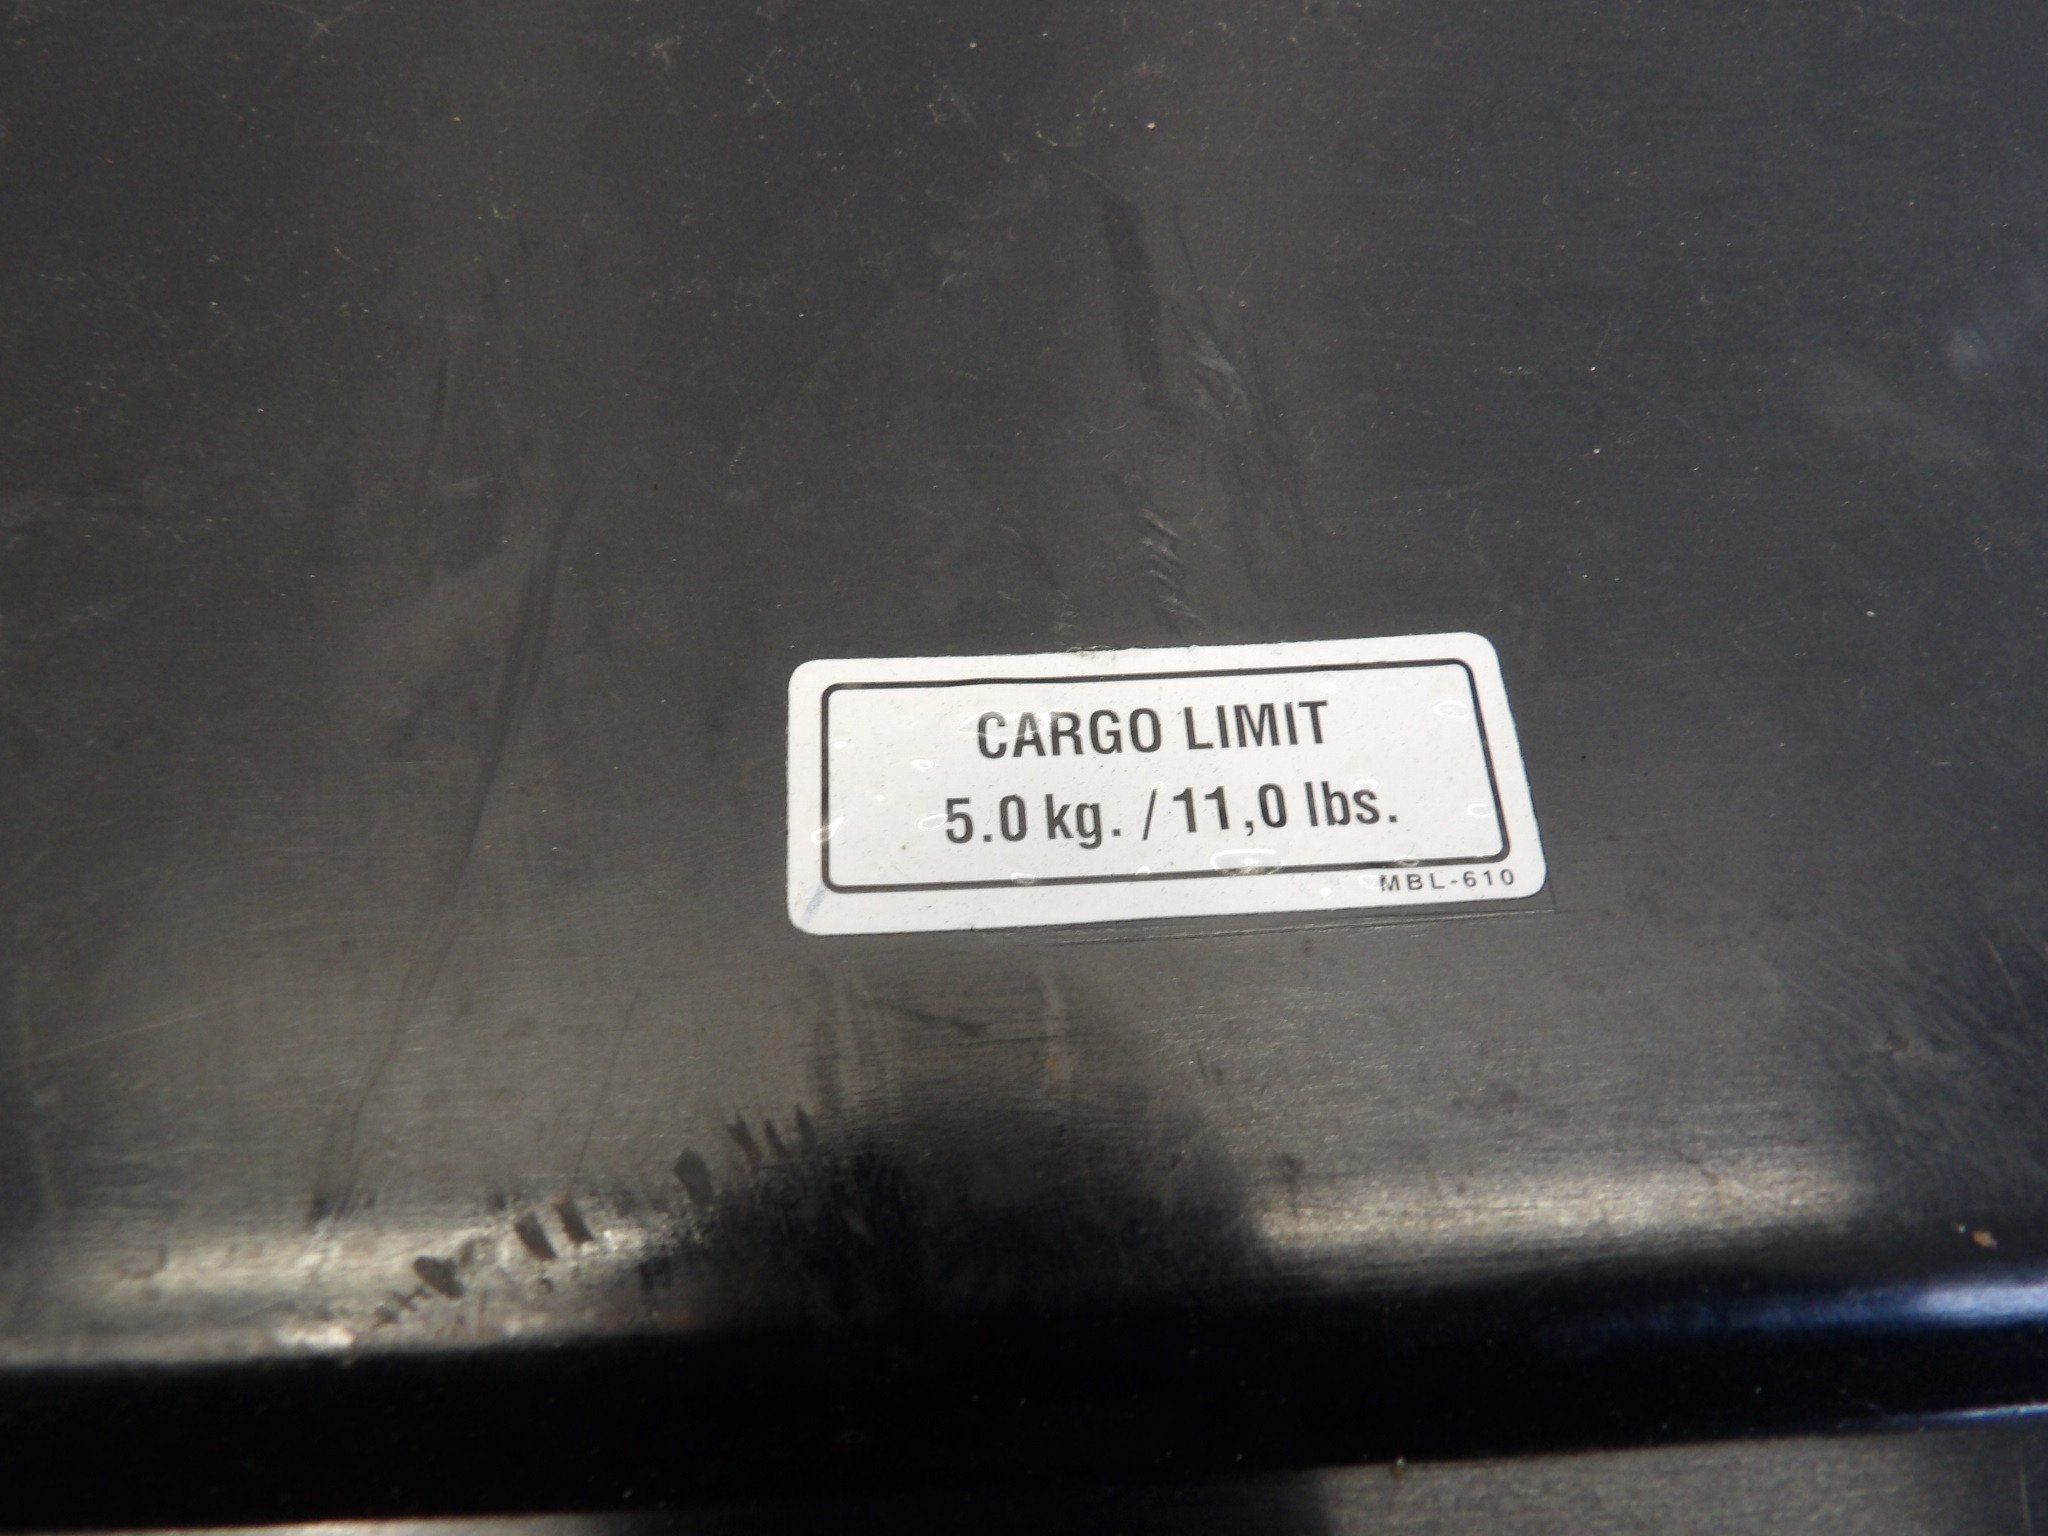 CARGO LIMIT
5.0 kg. / 11,0 lbs.
MBL-610